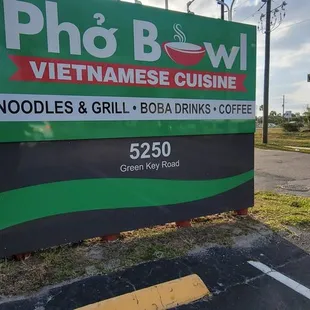 Phở Bowl
VIETNAMESE CUISINE
NOODLES & GRILL • BOBA DRINKS • COFFEE
5250
Green Key Road